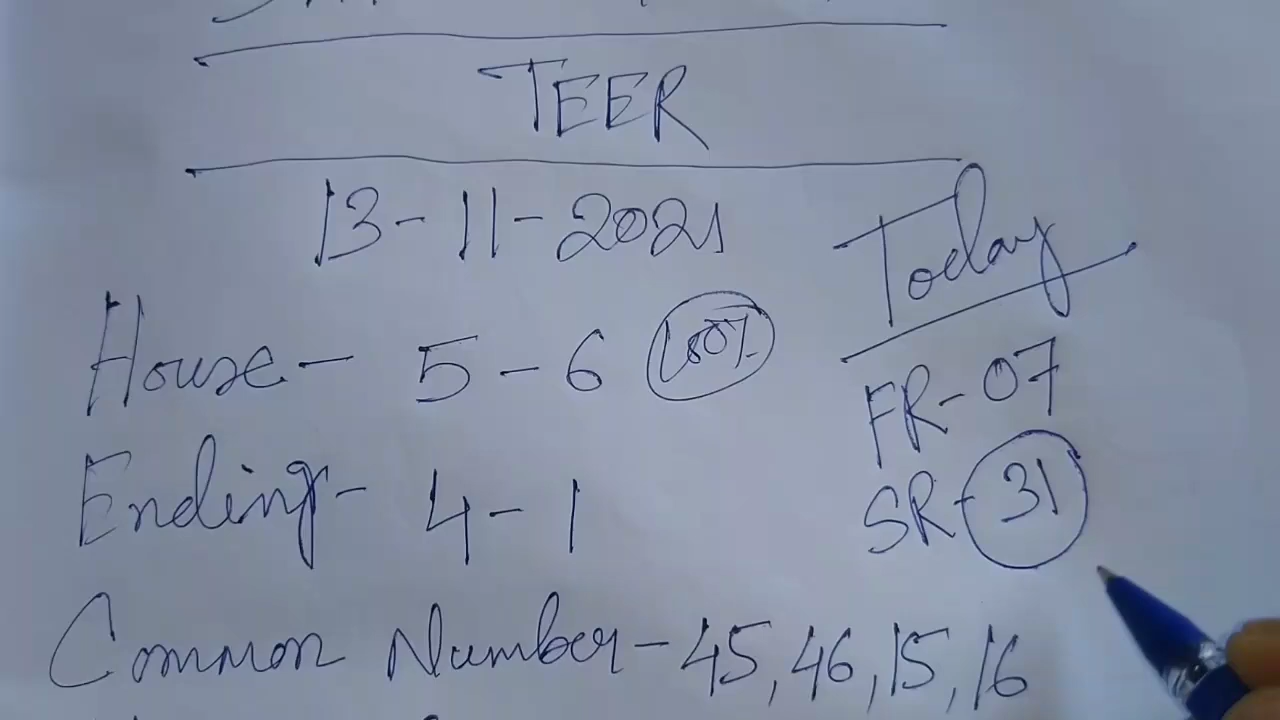 TEER
13-11-2021
House - 5 - 6 100%
Ending - 4 - 1
Common Number - 45, 46, 15, 16
Today
FR - 07
SR - 31